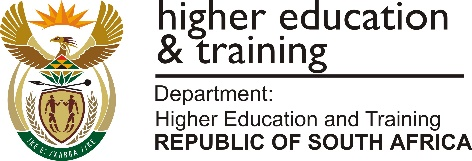 higher education
& training
Department:
Higher Education and Training
REPUBLIC OF SOUTH AFRICA